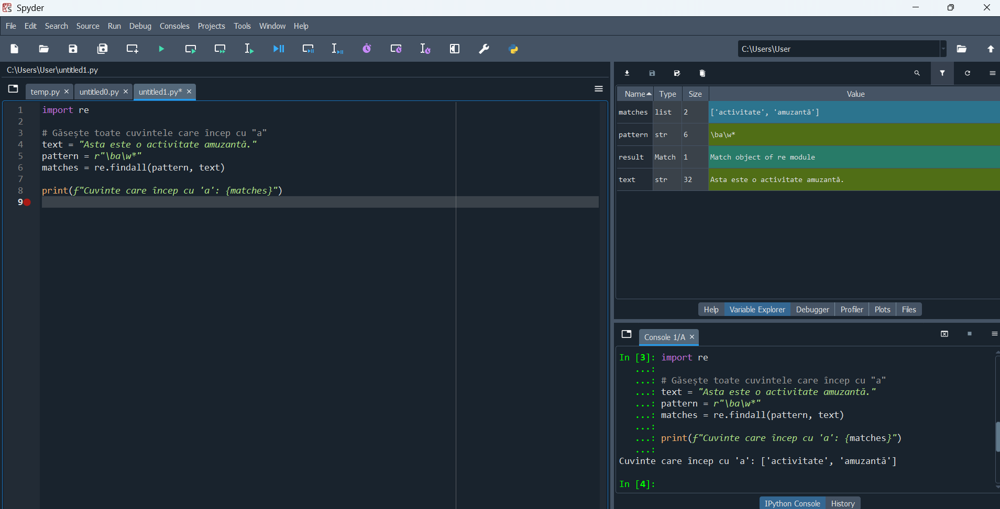 Spyder
File Edit Search Source Run Debug Consoles Projects Tools Window Help
C:\Users\User
C:\Users\User\untitled1.py
temp.py untitled0.py untitled1.py*
1 import re
2
3 # Găsește toate cuvintele care încep cu "a"
4 text = "Asta este o activitate amuzantă."
5 pattern = r"\ba\w*"
6 matches = re.findall(pattern, text)
7
8 print(f"Cuvinte care încep cu 'a': {matches}")
9
Name Type Size Value
matches list 2 ['activitate', 'amuzantă']
pattern str 6 \ba\w*
result Match 1 Match object of re module
text str 32 Asta este o activitate amuzantă.
Help Variable Explorer Debugger Profiler Plots Files
Console 1/A
In [3]: import re
...:
...: # Găsește toate cuvintele care încep cu "a"
...: text = "Asta este o activitate amuzantă."
...: pattern = r"\ba\w*"
...: matches = re.findall(pattern, text)
...:
...: print(f"Cuvinte care încep cu 'a': {matches}")
...:
Cuvinte care încep cu 'a': ['activitate', 'amuzantă']
In [4]:
IPython Console History